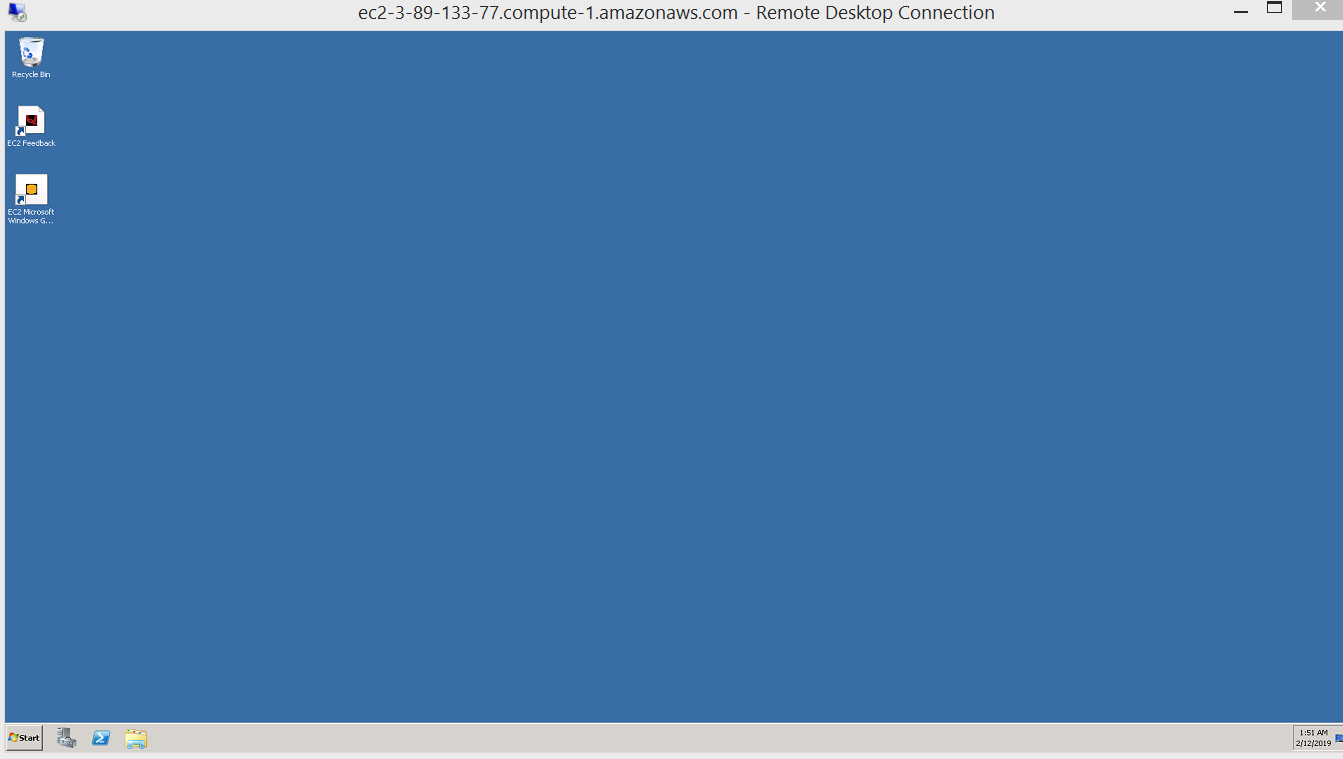 ec2-3-89-133-77.compute-1.amazonaws.com - Remote Desktop Connection
Recycle Bin
EC2 Feedback
EC2 Microsoft
Windows G...
Start
1:51 AM
2/12/2019